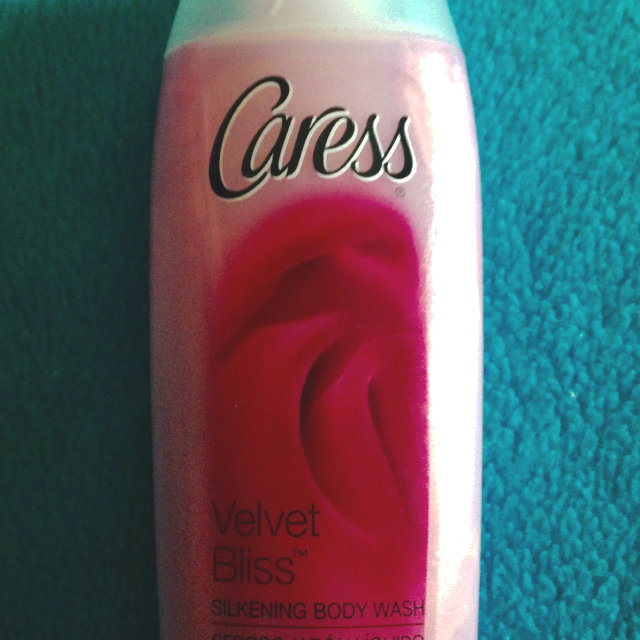 Caress®
Velvet
Bliss™
SILKENING BODY WASH